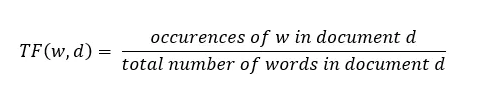 TF(w, d) = occurences of w in document d / total number of words in document d